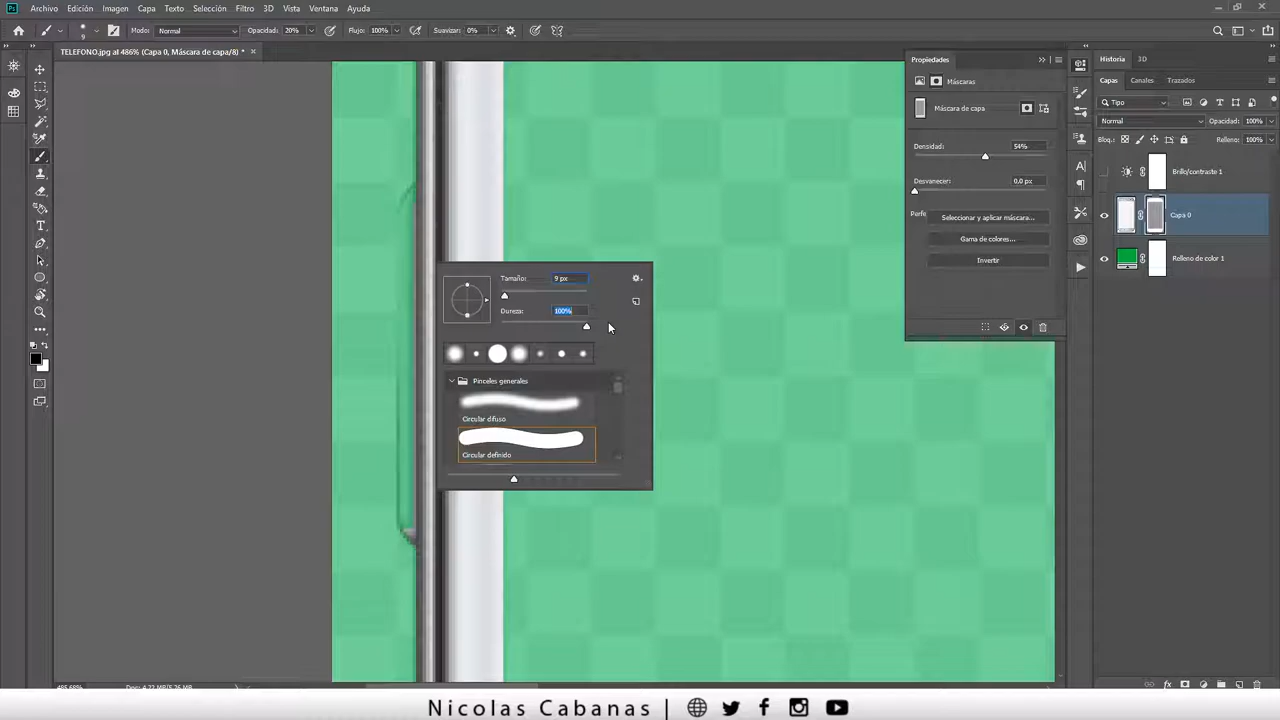 Archivo Edición Imagen Capa Texto Selección Filtro 3D Vista Ventana Ayuda
Modo: Normal Opacidad: 20% Flujo: 100% Suavizar: 0%
TELEFONO.jpg al 486% (Capa 0, Máscara de capa/8) *
Propiedades
Máscaras
Máscara de capa
Densidad: 54%
Desvanecer: 0,0 px
Perfe
Seleccionar y aplicar máscara...
Gama de colores...
Invertir
Historia 3D
Capas Canales Trazados
Tipo
Normal Opacidad: 100%
Bloq.: Relleno: 100%
Brillo/contraste 1
Capa 0
Relleno de color 1
Tamaño: 9 px
Dureza: 100%
Pinceles generales
Circular difuso
Circular definido
Nicolas Cabanas |